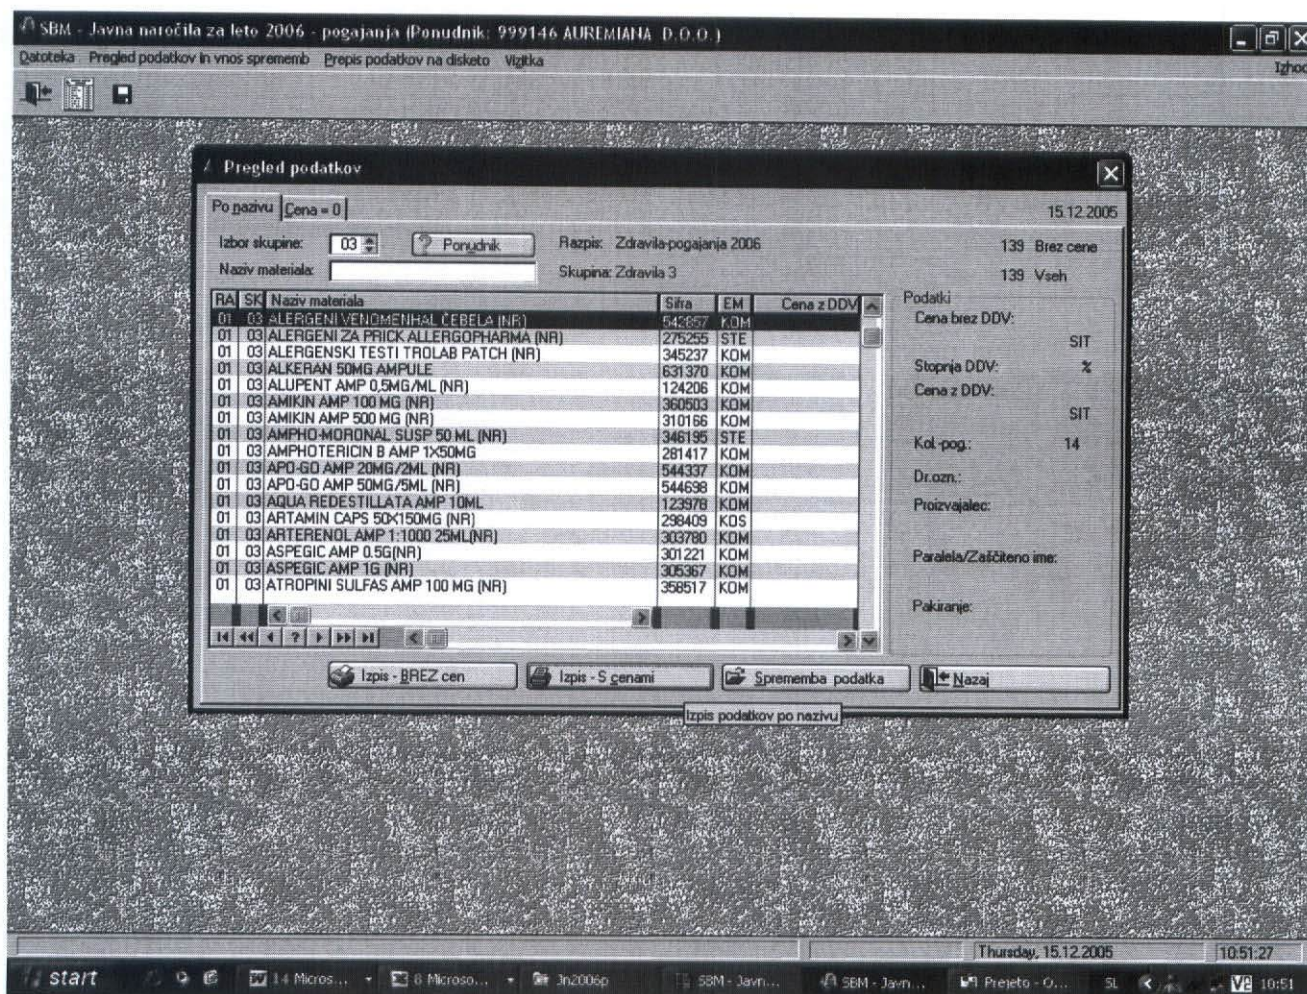 SBM - Javna naročila za leto 2006 - pogajanja (Ponudnik: 999146 AUREMIANA D.O.O.)
Datoteka Pregled podatkov in vnos sprememb Prepis podatkov na disketo Vizitka Izhod
Pregled podatkov
Po nazivu Cena = 0 15.12.2005
Izbor skupine: 03 Ponudnik Razpis: Zdravila-pogajanja 2006 139 Brez cene
Naziv materiala: Skupina: Zdravila 3 139 Vseh
RA SK Naziv materiala Sifra EM Cena z DDV
01 03 ALERGENI VENOMENHAL ČEBELA (NR) 542857 KOM
01 03 ALERGENI ZA PRICK ALLERGOPHARMA (NR) 275255 STE
01 03 ALERGENSKI TESTI TROLAB PATCH (NR) 345237 KOM
01 03 ALKERAN 50MG AMPULE 631370 KOM
01 03 ALUPENT AMP 0,5MG/ML (NR) 124206 KOM
01 03 AMIKIN AMP 100 MG (NR) 360503 KOM
01 03 AMIKIN AMP 500 MG (NR) 310166 KOM
01 03 AMPHO-MORONAL SUSP 50 ML (NR) 346195 STE
01 03 AMPHOTERICIN B AMP 1X50MG 281417 KOM
01 03 APO-GO AMP 20MG/2ML (NR) 544337 KOM
01 03 APO-GO AMP 50MG/5ML (NR) 544698 KOM
01 03 AQUA REDESTILLATA AMP 10ML 123978 KOM
01 03 ARTAMIN CAPS 50X150MG (NR) 298409 KOS
01 03 ARTERENOL AMP 1:1000 25ML(NR) 303780 KOM
01 03 ASPEGIC AMP 0.5G(NR) 301221 KOM
01 03 ASPEGIC AMP 1G (NR) 305367 KOM
01 03 ATROPINI SULFAS AMP 100 MG (NR) 358517 KOM
Podatki
Cena brez DDV:
SIT
Stopnja DDV: %
Cena z DDV:
SIT
Kol.-pog.: 14
Dr.ozn.:
Proizvajalec:
Paralela/Zaščiteno ime:
Pakiranje:
Izpis - BREZ cen Izpis - S cenami Sprememba podatka Nazaj
Izpis podatkov po nazivu
Thursday, 15.12.2005 10:51:27
start 14 Micros... 8 Microso... Jn2006p SBM - Javn... SBM - Javn... Prejeto - O... SL 10:51